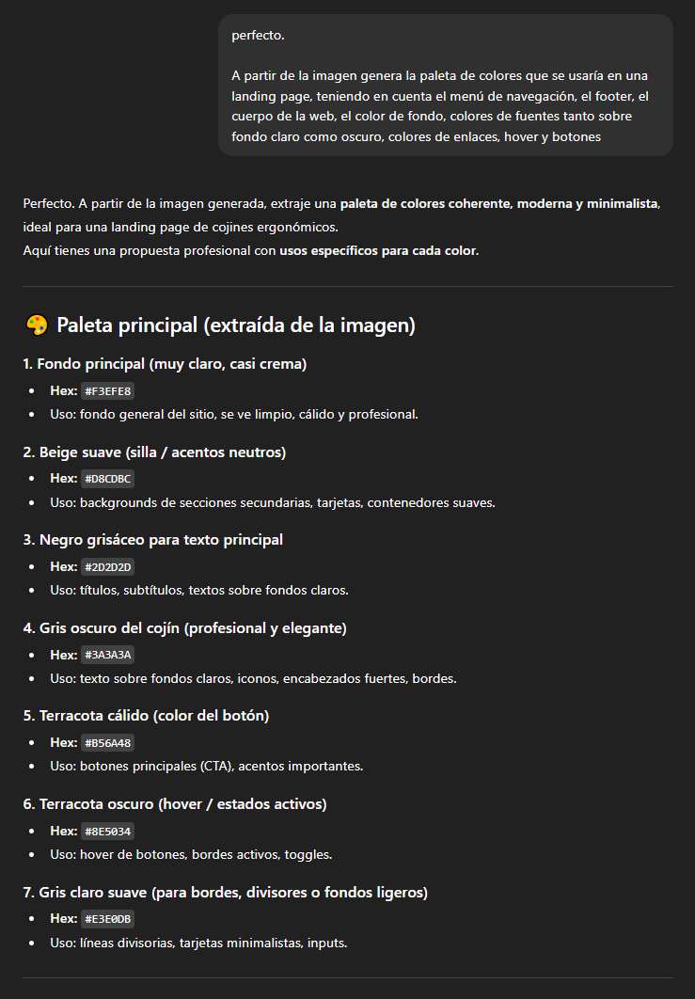 perfecto.
A partir de la imagen genera la paleta de colores que se usaría en una
landing page, teniendo en cuenta el menú de navegación, el footer, el
cuerpo de la web, el color de fondo, colores de fuentes tanto sobre
fondo claro como oscuro, colores de enlaces, hover y botones
Perfecto. A partir de la imagen generada, extraje una paleta de colores coherente, moderna y minimalista,
ideal para una landing page de cojines ergonómicos.
Aquí tienes una propuesta profesional con usos específicos para cada color.
🎨 Paleta principal (extraída de la imagen)
1. Fondo principal (muy claro, casi crema)
• Hex: #F3EFE8
• Uso: fondo general del sitio, se ve limpio, cálido y profesional.
2. Beige suave (silla / acentos neutros)
• Hex: #D8CDBC
• Uso: backgrounds de secciones secundarias, tarjetas, contenedores suaves.
3. Negro grisáceo para texto principal
• Hex: #2D2D2D
• Uso: títulos, subtítulos, textos sobre fondos claros.
4. Gris oscuro del cojín (profesional y elegante)
• Hex: #3A3A3A
• Uso: texto sobre fondos claros, iconos, encabezados fuertes, bordes.
5. Terracota cálido (color del botón)
• Hex: #B56A48
• Uso: botones principales (CTA), acentos importantes.
6. Terracota oscuro (hover / estados activos)
• Hex: #8E5034
• Uso: hover de botones, bordes activos, toggles.
7. Gris claro suave (para bordes, divisores o fondos ligeros)
• Hex: #E3E0DB
• Uso: líneas divisorias, tarjetas minimalistas, inputs.